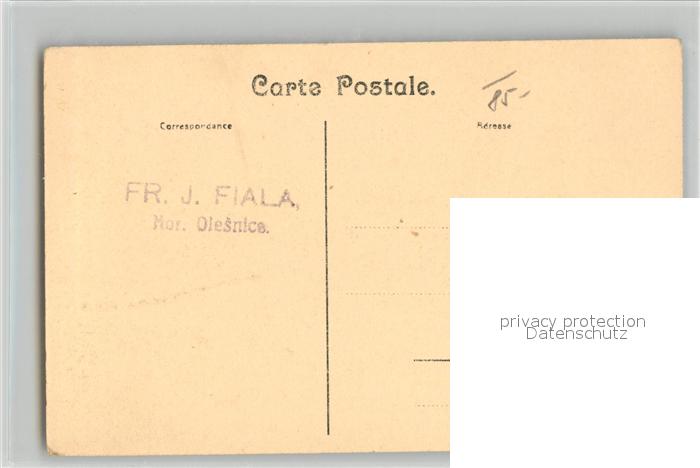 Carte Postale.
85-
Correspondance
Adresse
FR. J. FIALA,
Mor. Olešnice.
privacy protection
Datenschutz